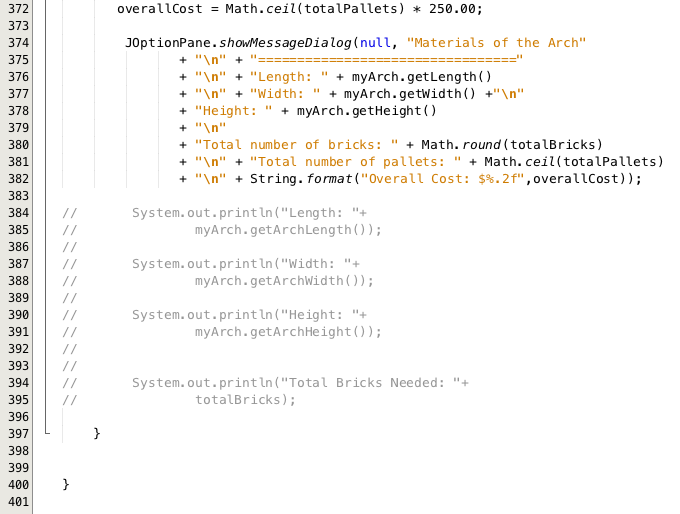 372 overallCost = Math.ceil(totalPallets) * 250.00;
373
374 JOptionPane.showMessageDialog(null, "Materials of the Arch"
375 + "\n" + "================================="
376 + "\n" + "Length: " + myArch.getLength()
377 + "\n" + "Width: " + myArch.getWidth() +"\n"
378 + "Height: " + myArch.getHeight()
379 + "\n"
380 + "Total number of bricks: " + Math.round(totalBricks)
381 + "\n" + "Total number of pallets: " + Math.ceil(totalPallets)
382 + "\n" + String.format("Overall Cost: $%.2f",overallCost));
383
384 // System.out.println("Length: "+
385 // myArch.getArchLength());
386 //
387 // System.out.println("Width: "+
388 // myArch.getArchWidth());
389 //
390 // System.out.println("Height: "+
391 // myArch.getArchHeight());
392 //
393 //
394 // System.out.println("Total Bricks Needed: "+
395 // totalBricks);
396
397 }
398
399
400 }
401